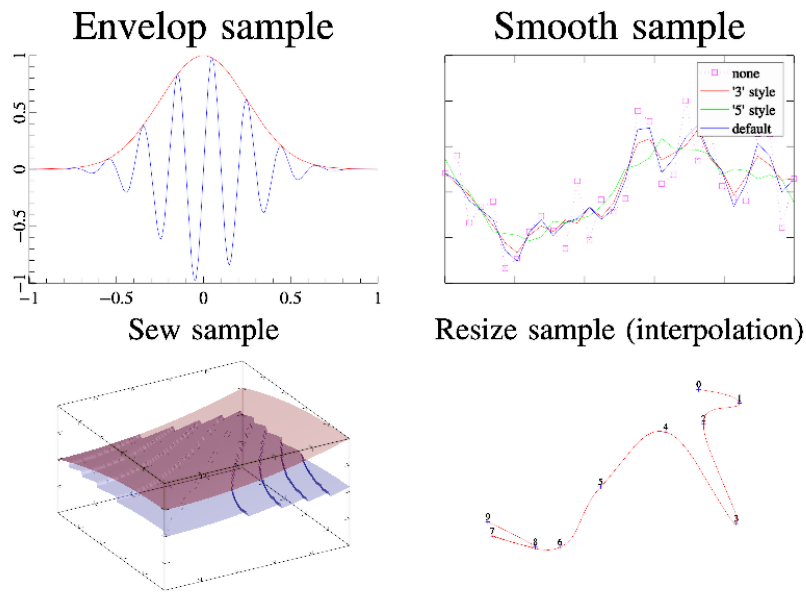 Envelop sample
1
0.5
0
−0.5
−1
−1
−0.5
0
0.5
1
Smooth sample
none
'3' style
'5' style
default
Sew sample
Resize sample (interpolation)
0
1
2
4
5
3
9
7
8
6